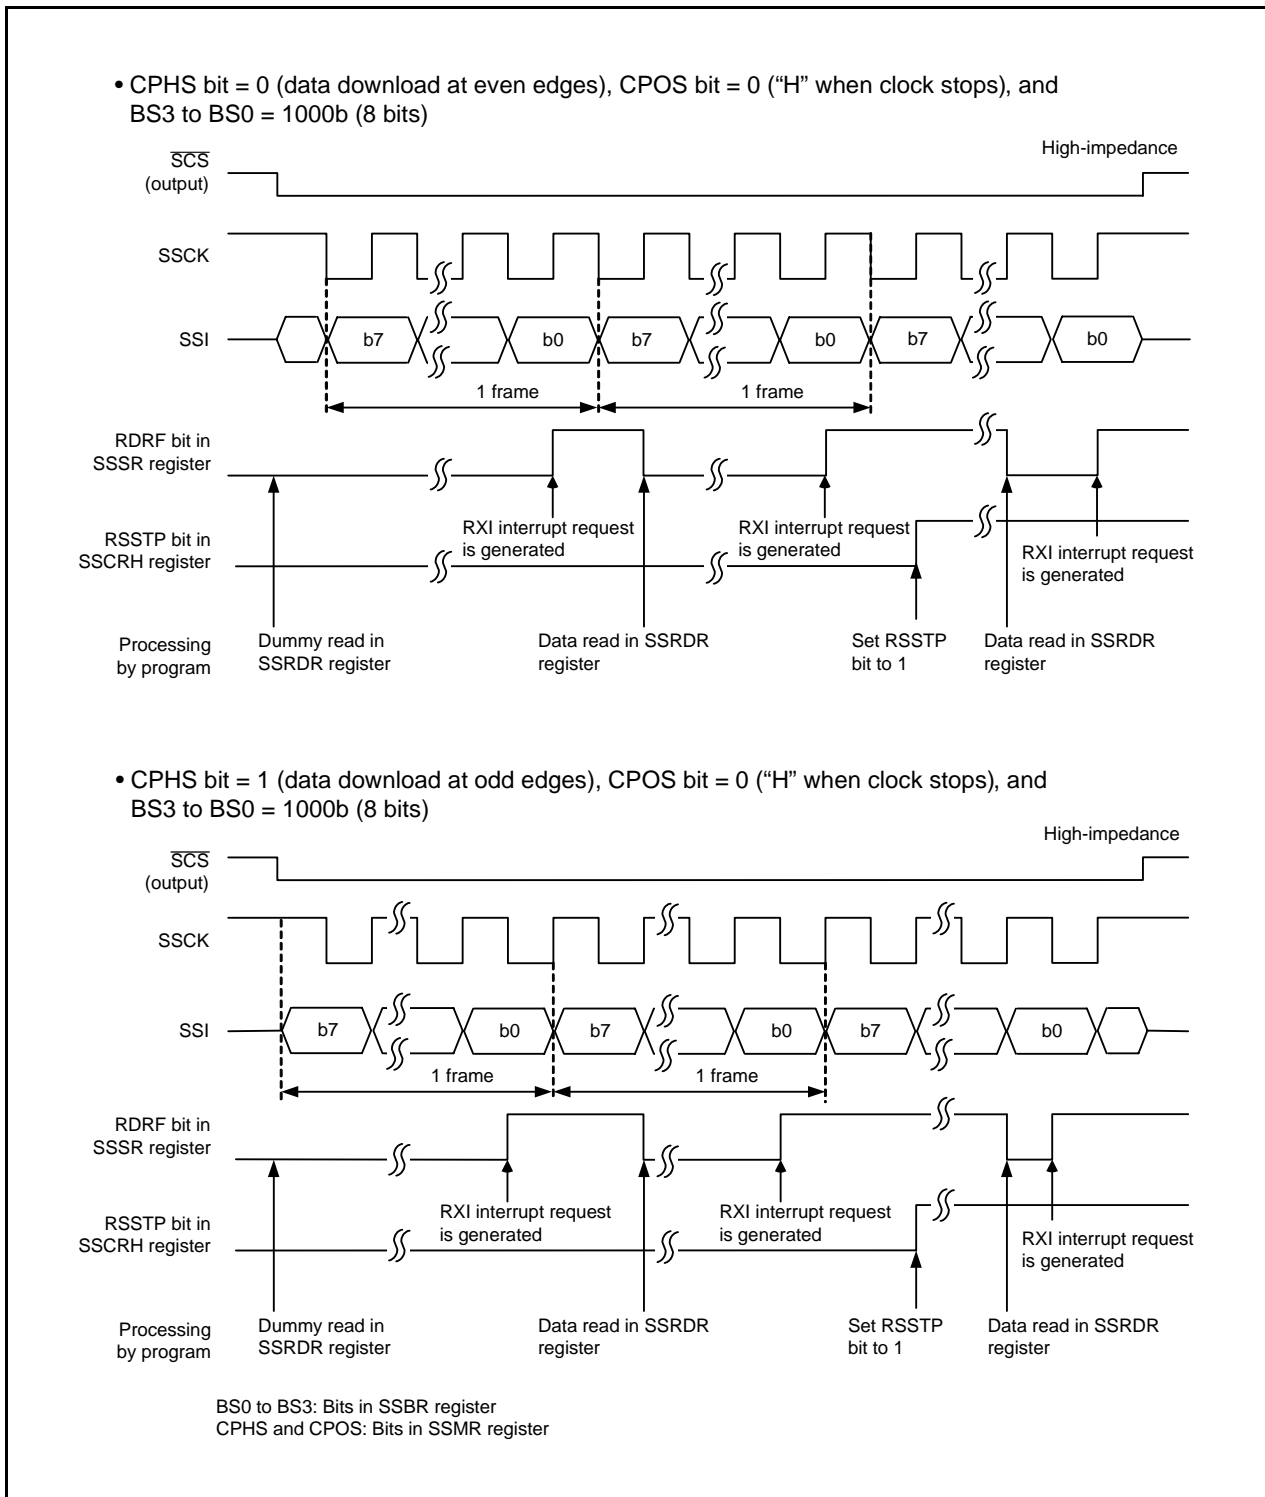 • CPHS bit = 0 (data download at even edges), CPOS bit = 0 (“H” when clock stops), and
BS3 to BS0 = 1000b (8 bits)
High-impedance
SCS
(output)
SSCK
SSI
b7
b0
b7
b0
b7
b0
1 frame
1 frame
RDRF bit in
SSSR register
RXI interrupt request
is generated
RXI interrupt request
is generated
RXI interrupt request
is generated
RSSTP bit in
SSCRH register
Processing
by program
Dummy read in
SSRDR register
Data read in SSRDR
register
Set RSSTP
bit to 1
Data read in SSRDR
register
• CPHS bit = 1 (data download at odd edges), CPOS bit = 0 (“H” when clock stops), and
BS3 to BS0 = 1000b (8 bits)
High-impedance
SCS
(output)
SSCK
SSI
b7
b0
b7
b0
b7
b0
1 frame
1 frame
RDRF bit in
SSSR register
RXI interrupt request
is generated
RXI interrupt request
is generated
RXI interrupt request
is generated
RSSTP bit in
SSCRH register
Processing
by program
Dummy read in
SSRDR register
Data read in SSRDR
register
Set RSSTP
bit to 1
Data read in SSRDR
register
BS0 to BS3: Bits in SSBR register
CPHS and CPOS: Bits in SSMR register